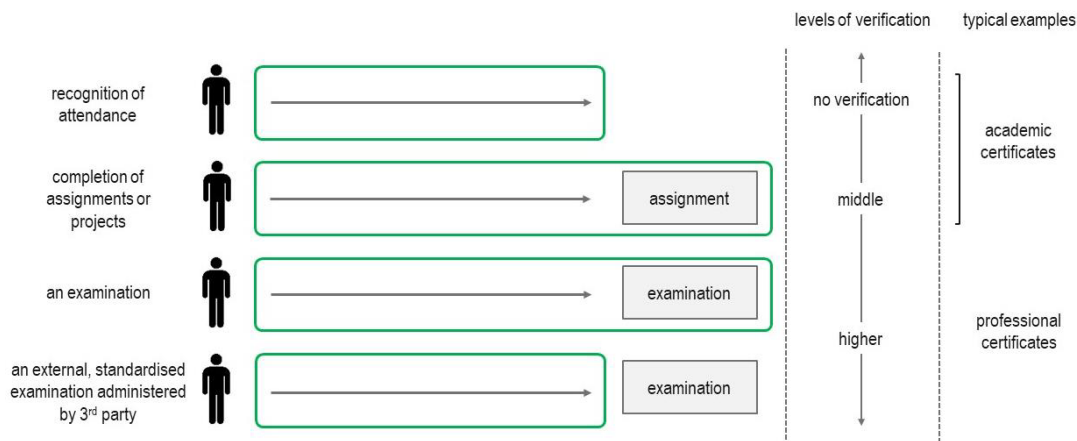 levels of verification
typical examples
recognition of
attendance
no verification
academic
certificates
completion of
assignments or
projects
assignment
middle
an examination
examination
higher
professional
certificates
an external, standardised
examination administered
by 3rd party
examination